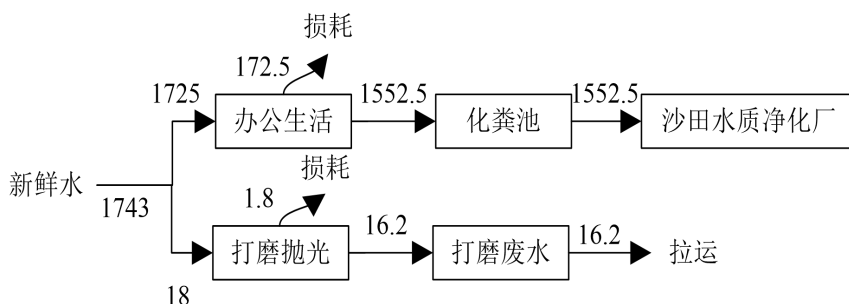 损耗
172.5
1725
1552.5
1552.5
办公生活
化粪池
沙田水质净化厂
新鲜水
1743
损耗
1.8
16.2
16.2
打磨抛光
打磨废水
拉运
18